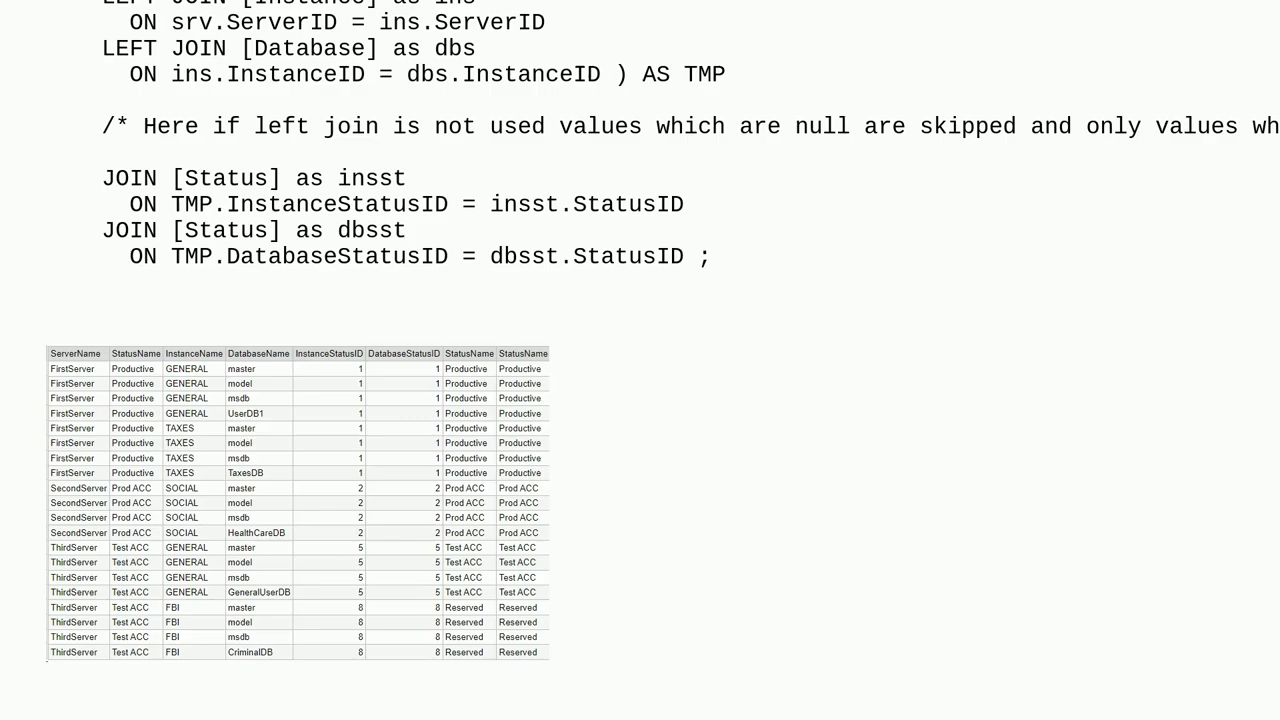 LEFT JOIN [Instance] as ins
ON srv.ServerID = ins.ServerID
LEFT JOIN [Database] as dbs
ON ins.InstanceID = dbs.InstanceID ) AS TMP
/* Here if left join is not used values which are null are skipped and only values wh
JOIN [Status] as insst
ON TMP.InstanceStatusID = insst.StatusID
JOIN [Status] as dbsst
ON TMP.DatabaseStatusID = dbsst.StatusID ;
ServerName StatusName InstanceName DatabaseName InstanceStatusID DatabaseStatusID StatusName StatusName
FirstServer Productive GENERAL master 1 1 Productive Productive
FirstServer Productive GENERAL model 1 1 Productive Productive
FirstServer Productive GENERAL msdb 1 1 Productive Productive
FirstServer Productive GENERAL UserDB1 1 1 Productive Productive
FirstServer Productive TAXES master 1 1 Productive Productive
FirstServer Productive TAXES model 1 1 Productive Productive
FirstServer Productive TAXES msdb 1 1 Productive Productive
FirstServer Productive TAXES TaxesDB 1 1 Productive Productive
SecondServer Prod ACC SOCIAL master 2 2 Prod ACC Prod ACC
SecondServer Prod ACC SOCIAL model 2 2 Prod ACC Prod ACC
SecondServer Prod ACC SOCIAL msdb 2 2 Prod ACC Prod ACC
SecondServer Prod ACC SOCIAL HealthCareDB 2 2 Prod ACC Prod ACC
ThirdServer Test ACC GENERAL master 5 5 Test ACC Test ACC
ThirdServer Test ACC GENERAL model 5 5 Test ACC Test ACC
ThirdServer Test ACC GENERAL msdb 5 5 Test ACC Test ACC
ThirdServer Test ACC GENERAL GeneralUserDB 5 5 Test ACC Test ACC
ThirdServer Test ACC FBI master 8 8 Reserved Reserved
ThirdServer Test ACC FBI model 8 8 Reserved Reserved
ThirdServer Test ACC FBI msdb 8 8 Reserved Reserved
ThirdServer Test ACC FBI CriminalDB 8 8 Reserved Reserved